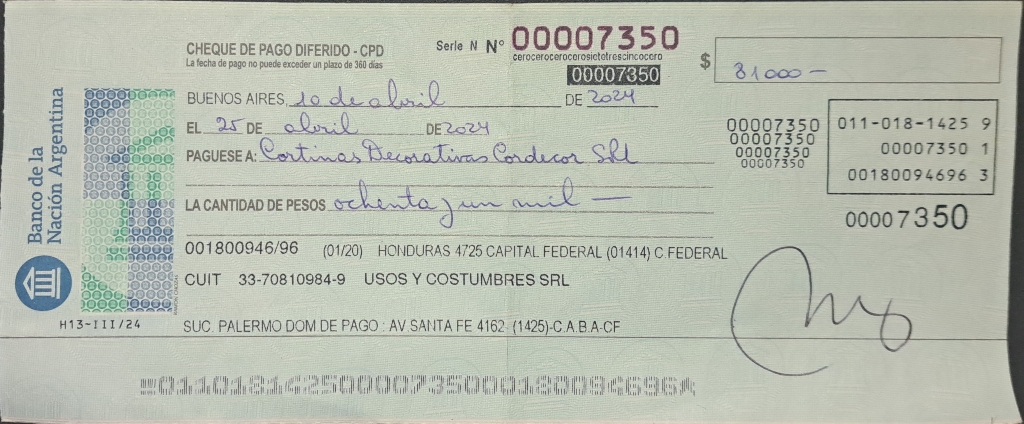 CHEQUE DE PAGO DIFERIDO - CPD
La fecha de pago no puede exceder un plazo de 360 días
Serie N Nº 00007350
cerocerocerocerosietetrescincocero
00007350
$ 81000 -
BUENOS AIRES, 10 de abril DE 2024
EL 25 DE abril DE 2024
PAGUESE A: Cortinas Decorativas Cordecor SRL
LA CANTIDAD DE PESOS ochenta y un mil —
00007350
00007350
00007350
00007350
011-018-1425 9
00007350 1
00180094696 3
00007350
001800946/96 (01/20) HONDURAS 4725 CAPITAL FEDERAL (01414) C.FEDERAL
CUIT 33-70810984-9 USOS Y COSTUMBRES SRL
SUC. PALERMO DOM DE PAGO : AV.SANTA FE 4162 (1425)-C.A.B.A-CF
Banco de la
Nación Argentina
H13-III/24
01101814250000735000180094696